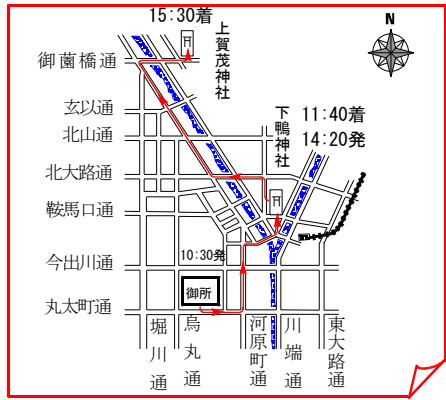 15:30着
上賀茂神社
N
御薗橋通
玄以通
北山通
北大路通
鞍馬口通
今出川通
丸太町通
下鴨神社
11:40着
14:20発
10:30発
御所
堀川通
烏丸通
河原町通
川端通
東大路通